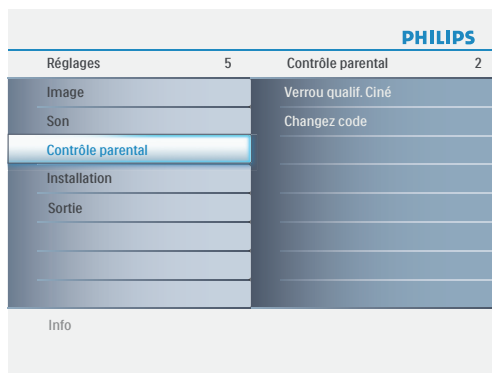 PHILIPS
Réglages 5 Contrôle parental 2
Image Verrou qualif. Ciné
Son Changez code
Contrôle parental
Installation
Sortie
Info